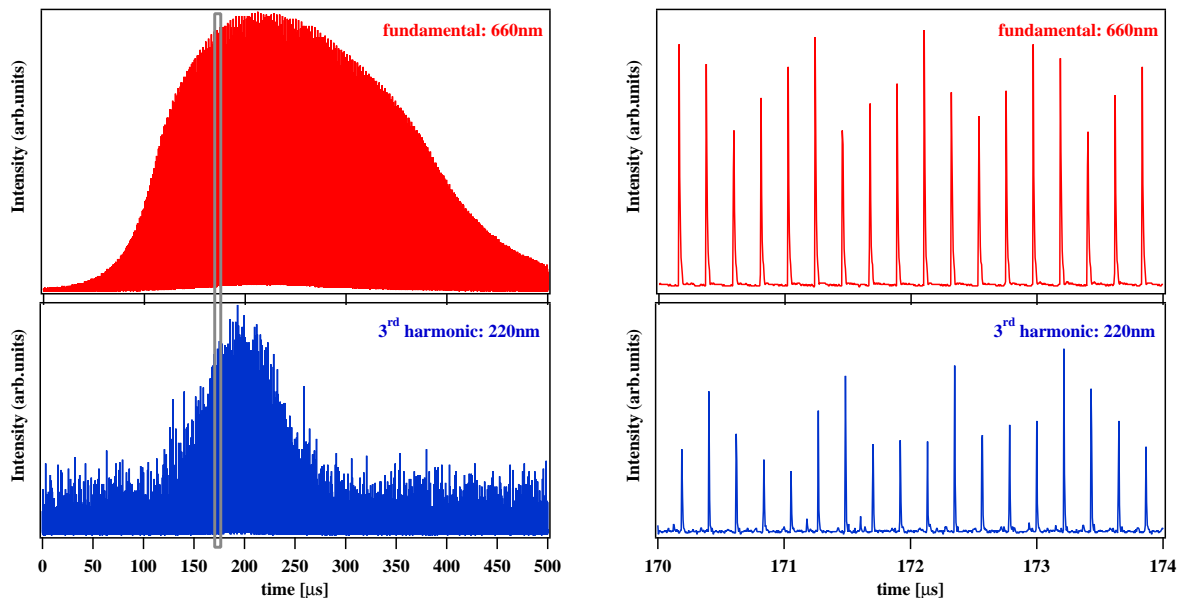 fundamental: 660nm
Intensity (arb.units)
3rd harmonic: 220nm
Intensity (arb.units)
0 50 100 150 200 250 300 350 400 450 500
time [μs]
fundamental: 660nm
Intensity (arb.units)
3rd harmonic: 220nm
Intensity (arb.units)
170 171 172 173 174
time [μs]